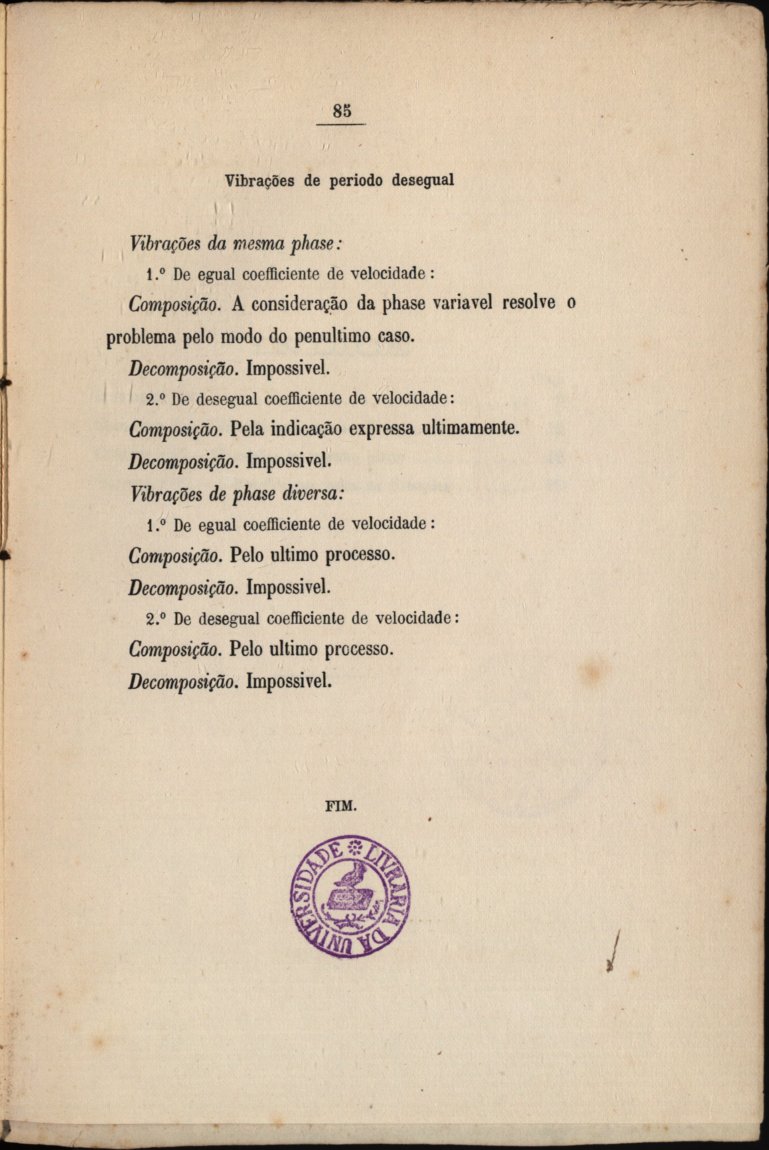 85
Vibrações de periodo desegual
Vibrações da mesma phase:
1.º De egual coefficiente de velocidade:
Composição. A consideração da phase variavel resolve o
problema pelo modo do penultimo caso.
Decomposição. Impossivel.
2.º De desegual coefficiente de velocidade:
Composição. Pela indicação expressa ultimamente.
Decomposição. Impossivel.
Vibrações de phase diversa:
1.º De egual coefficiente de velocidade:
Composição. Pelo ultimo processo.
Decomposição. Impossivel.
2.º De desegual coefficiente de velocidade:
Composição. Pelo ultimo processo.
Decomposição. Impossivel.
FIM.
LIVRARIA DA UNIVERSIDADE